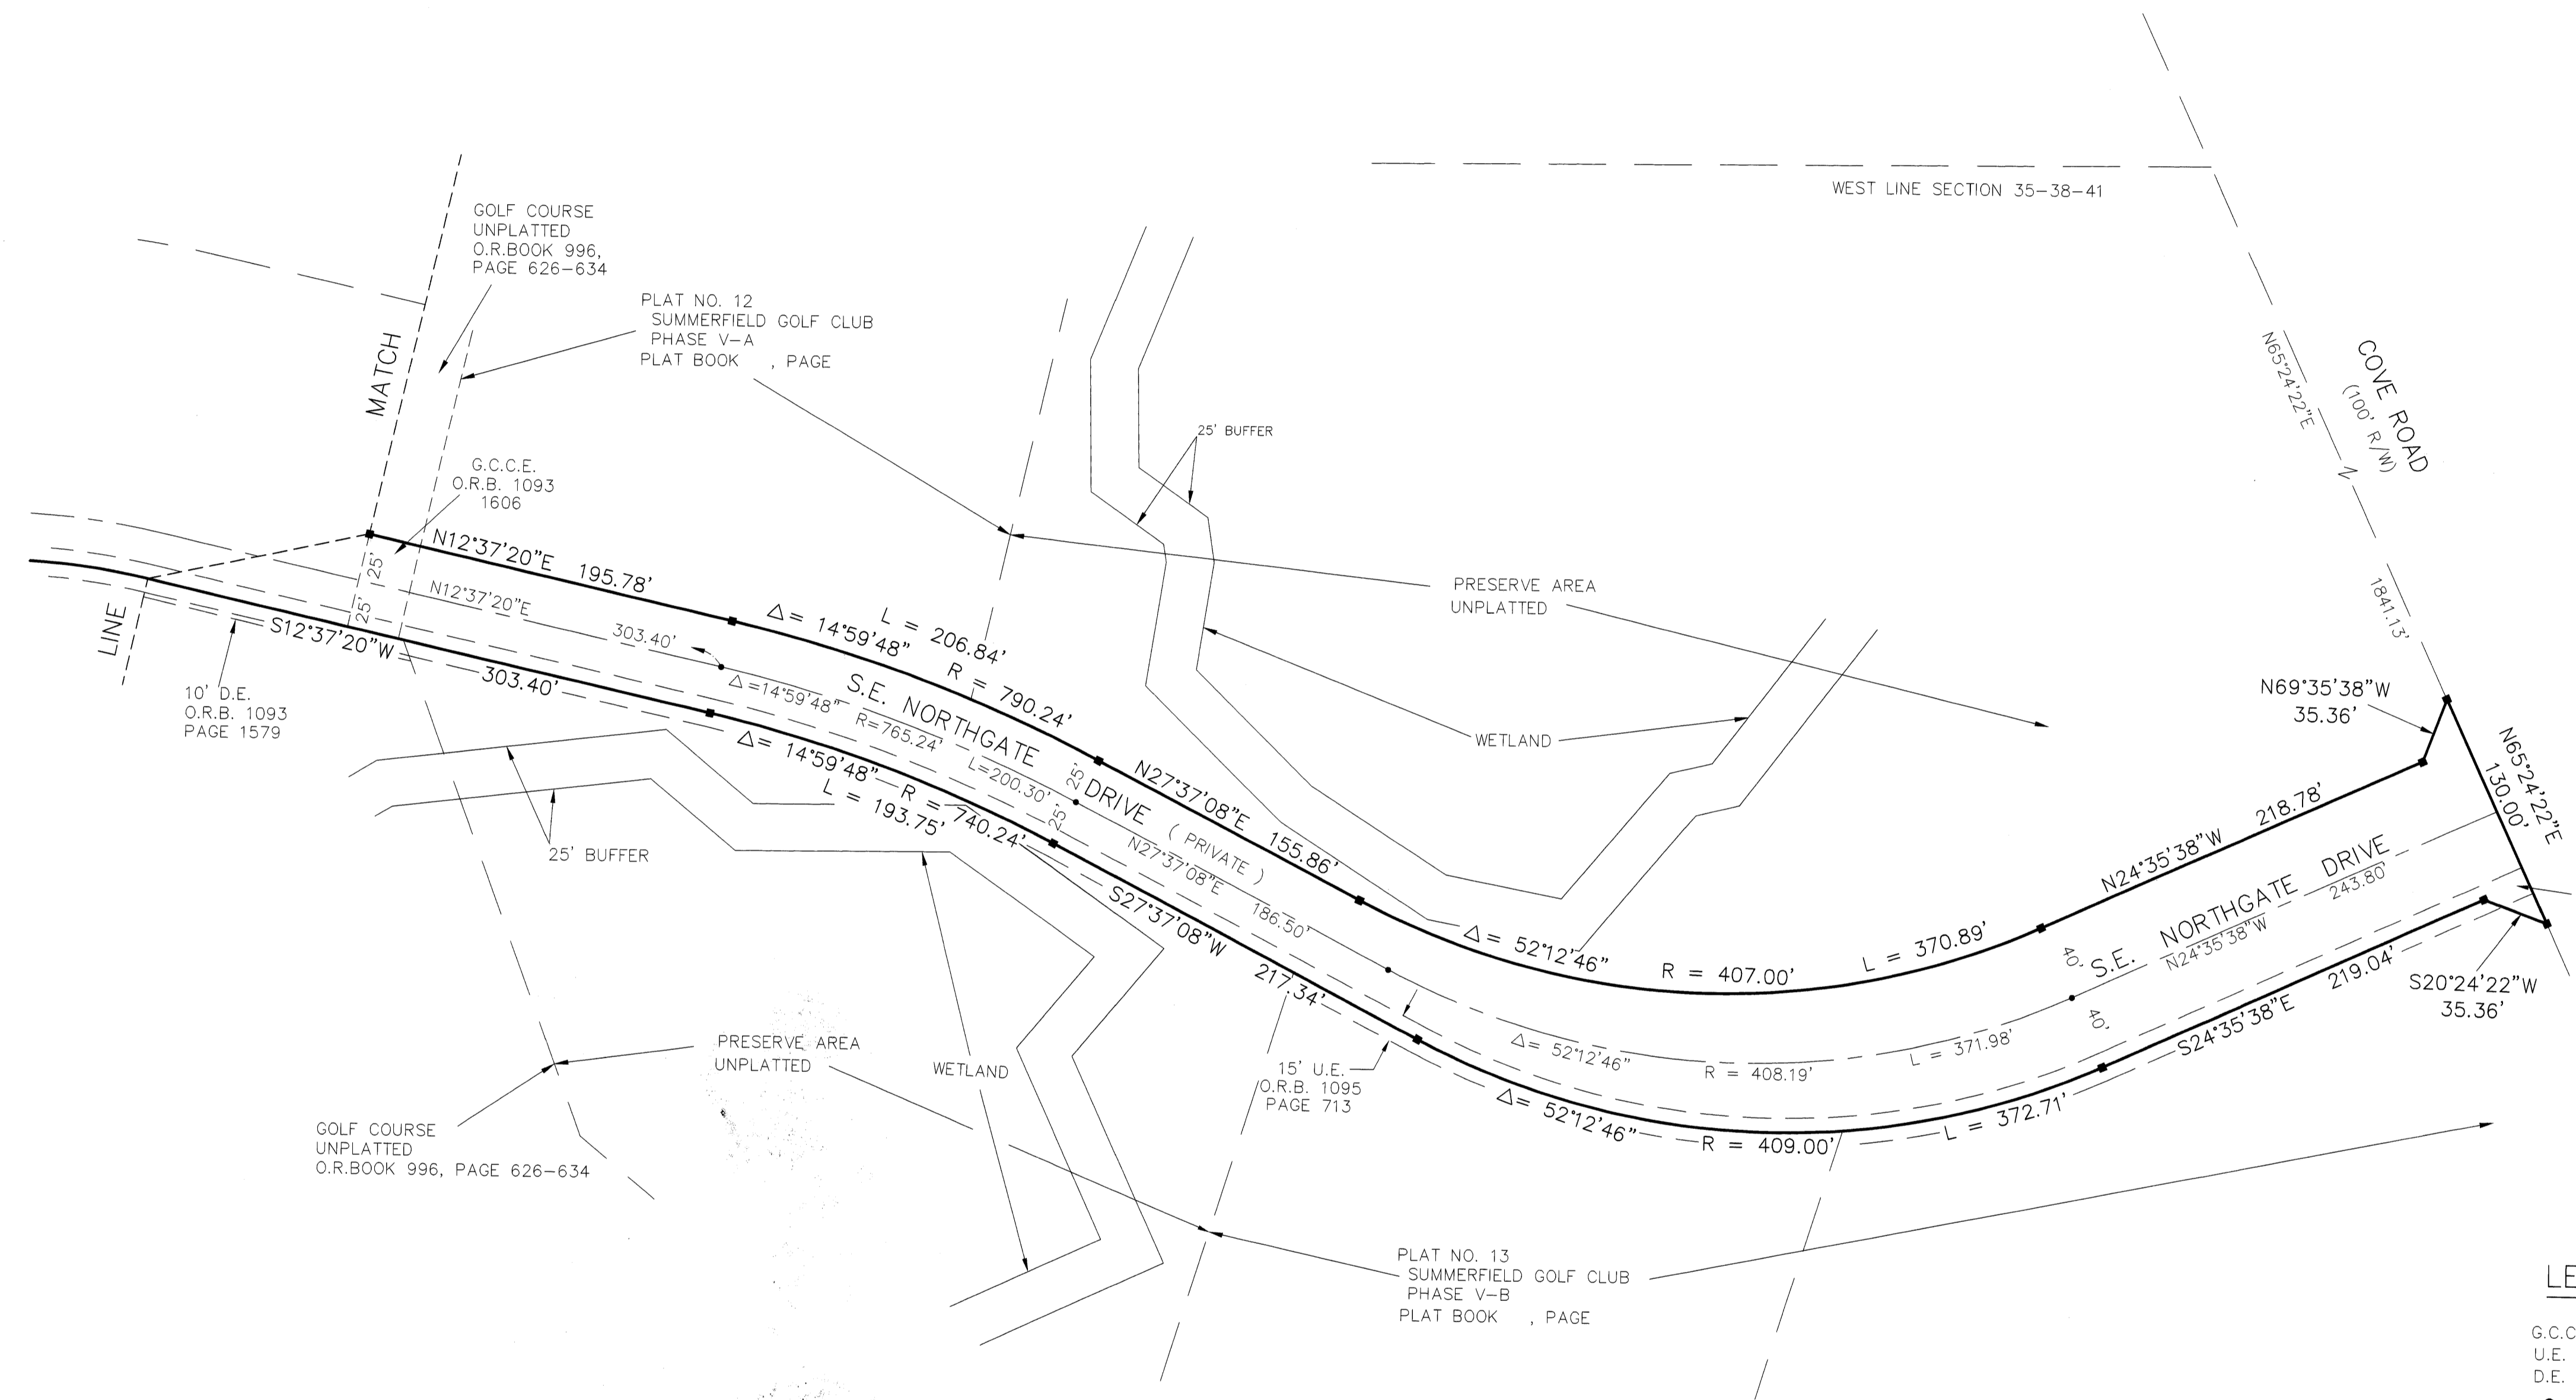 WEST LINE SECTION 35-38-41
GOLF COURSE
UNPLATTED
O.R.BOOK 996,
PAGE 626-634
PLAT NO. 12
SUMMERFIELD GOLF CLUB
PHASE V-A
PLAT BOOK , PAGE
MATCH
LINE
G.C.C.E.
O.R.B. 1093
1606
25' BUFFER
N65°24'22"E
COVE ROAD
(100' R/W)
1841.13'
N12°37'20"E 195.78'
25'
25'
N12°37'20"E
303.40'
S12°37'20"W
303.40'
10' D.E.
O.R.B. 1093
PAGE 1579
Δ= 14°59'48"
L = 206.84'
R = 790.24'
Δ=14°59'48"
R=765.24'
L=200.30'
S.E. NORTHGATE DRIVE ( PRIVATE )
25'
25'
Δ= 14°59'48"
R = 740.24'
L = 193.75'
N27°37'08"E 155.86'
N27°37'08"E 186.50'
S27°37'08"W 217.34'
PRESERVE AREA
UNPLATTED
WETLAND
N69°35'38"W
35.36'
N65°24'22"E
130.00'
N24°35'38"W 218.78'
S.E. NORTHGATE DRIVE
N24°35'38"W 243.80'
40'
40'
S24°35'38"E 219.04'
S20°24'22"W
35.36'
Δ= 52°12'46" R = 407.00' L = 370.89'
Δ= 52°12'46" R = 408.19' L = 371.98'
Δ= 52°12'46" R = 409.00' L = 372.71'
15' U.E.
O.R.B. 1095
PAGE 713
25' BUFFER
PRESERVE AREA
UNPLATTED
WETLAND
GOLF COURSE
UNPLATTED
O.R.BOOK 996, PAGE 626-634
PLAT NO. 13
SUMMERFIELD GOLF CLUB
PHASE V-B
PLAT BOOK , PAGE
LE
G.C.C
U.E.
D.E.